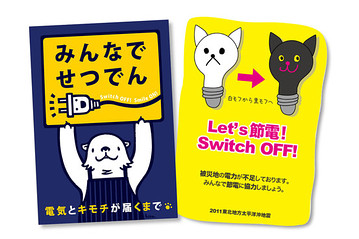 みんなで
せつでん
Switch OFF! Smile ON!
電気とキモチが届くまで
白モフから黒モフへ
Let's 節電!
Switch OFF!
被災地の電力が不足しております。
みんなで節電に協力しましょう。
2011東北地方太平洋沖地震